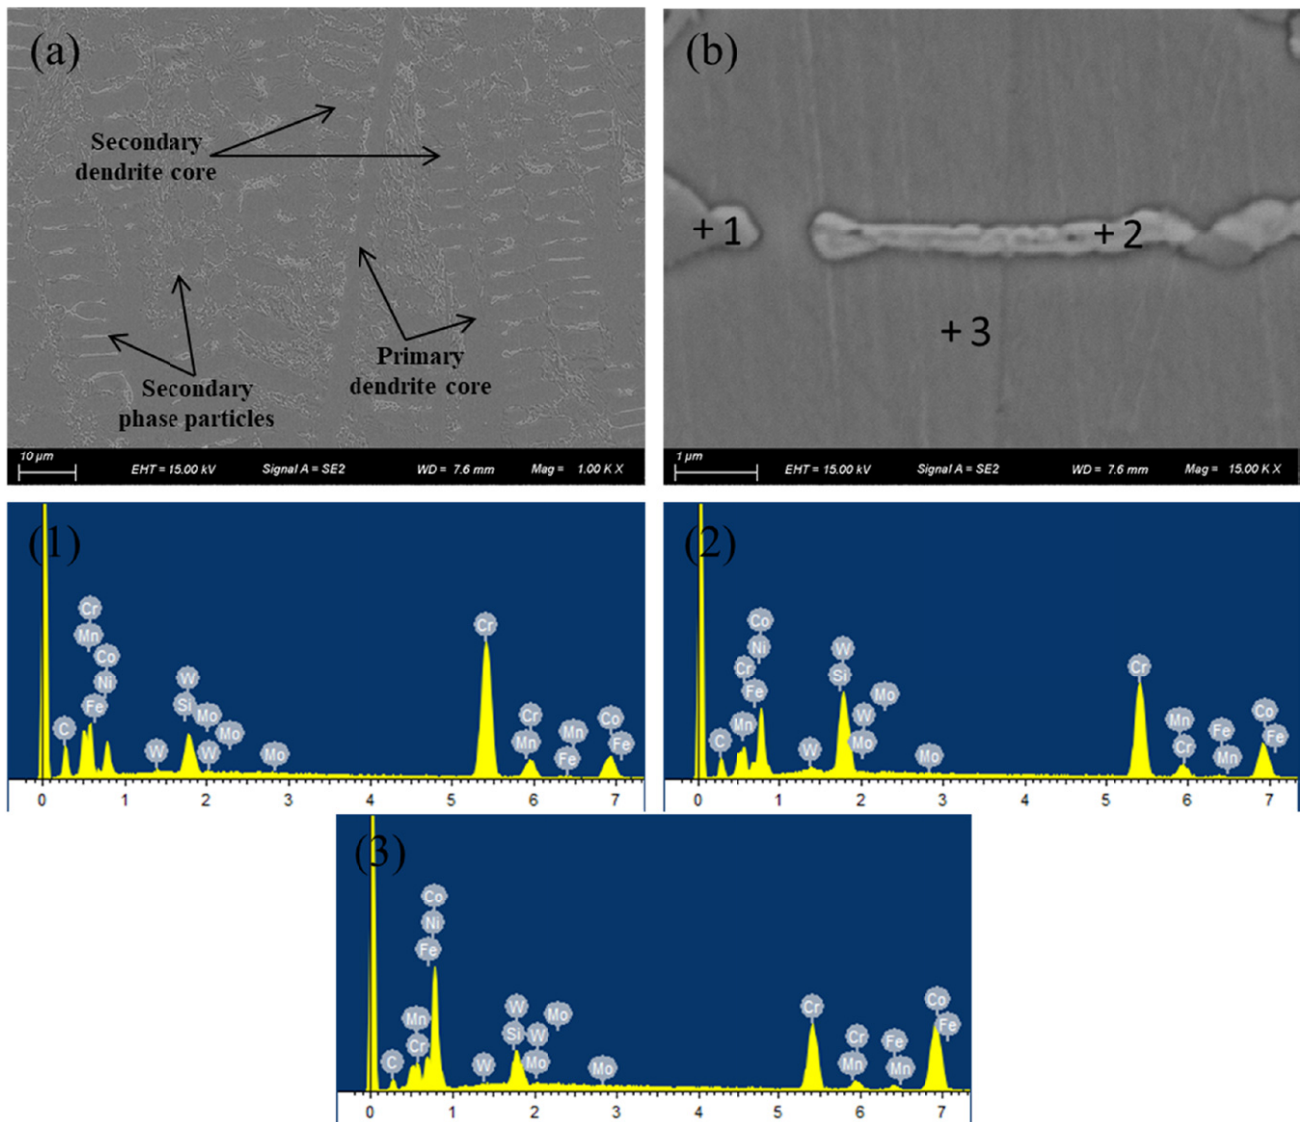 (a)
Secondary
dendrite core
Primary
dendrite core
Secondary
phase particles
10 µm
EHT = 15.00 kV
Signal A = SE2
WD = 7.6 mm
Mag = 1.00 K X
(b)
+ 1
+ 2
+ 3
1 µm
EHT = 15.00 kV
Signal A = SE2
WD = 7.6 mm
Mag = 15.00 K X
(1)
Cr
Mn
Co
Ni
Fe
C
W
W
Si
Mo
W
Mo
Mo
Cr
Cr
Mn
Mn
Fe
Co
Fe
0 1 2 3 4 5 6 7
(2)
Co
Ni
Cr
Fe
Mn
C
W
W
Si
Mo
W
Mo
Mo
Cr
Mn
Cr
Fe
Mn
Co
Fe
0 1 2 3 4 5 6 7
(3)
Co
Ni
Fe
Mn
Cr
C
W
W
Si
Mo
W
Mo
Mo
Cr
Cr
Mn
Fe
Mn
Co
Fe
0 1 2 3 4 5 6 7